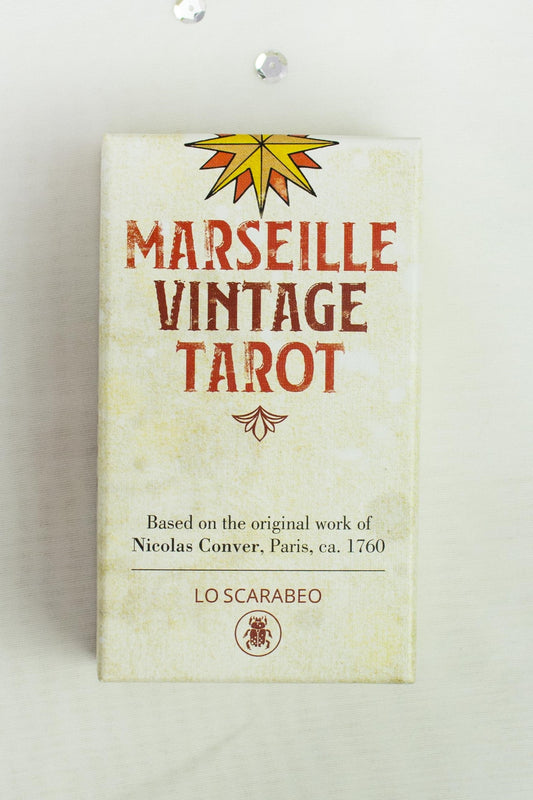 MARSEILLE
VINTAGE
TAROT
Based on the original work of
Nicolas Conver, Paris, ca. 1760
LO SCARABEO